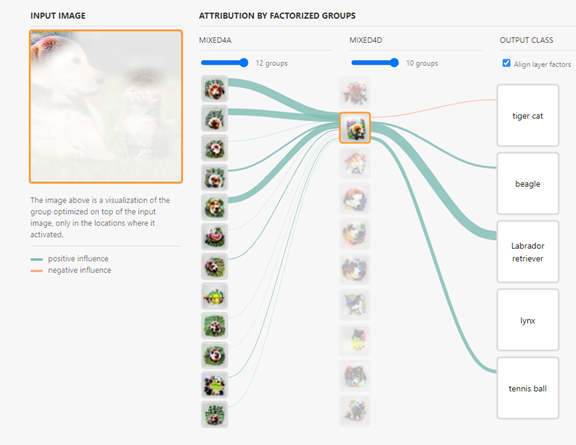 INPUT IMAGE
ATTRIBUTION BY FACTORIZED GROUPS
MIXED4A
MIXED4D
OUTPUT CLASS
12 groups
10 groups
Align layer factors
tiger cat
beagle
Labrador
retriever
lynx
tennis ball
The image above is a visualization of the
group optimized on top of the input
image, only in the locations where it
activated.
positive influence
negative influence